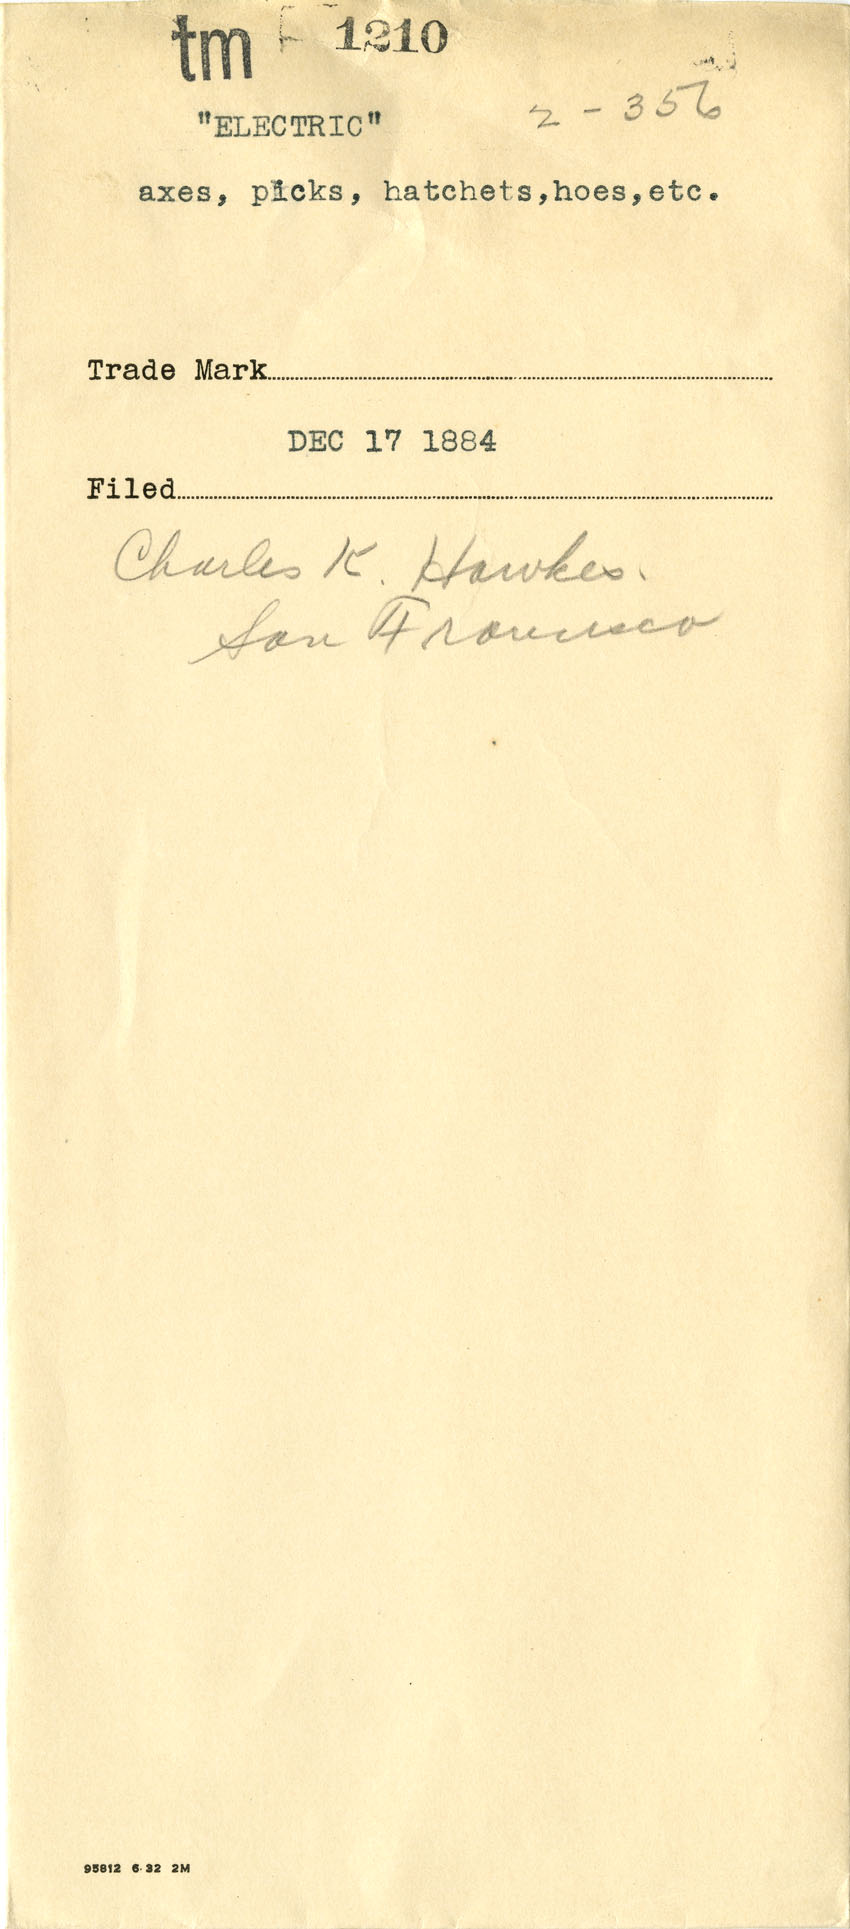 tm 1210
"ELECTRIC" 2-356
axes, picks, hatchets,hoes,etc.
Trade Mark
DEC 17 1884
Filed
Charles K. Hawkes.
San Francisco
95812 6-32 2M